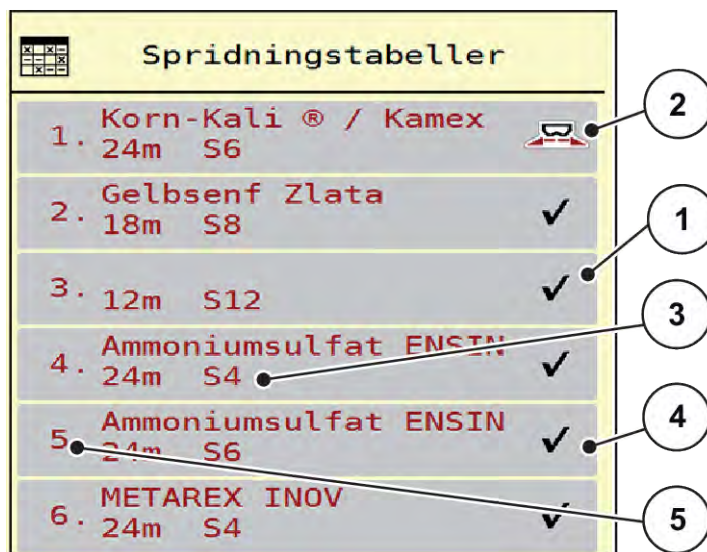 Spridningstabeller
1. Korn-Kali ® / Kamex
24m S6
2. Gelbsenf Zlata
18m S8
3.
12m S12
4. Ammoniumsulfat ENSIN
24m S4
5. Ammoniumsulfat ENSIN
24m S6
6. METAREX INOV
24m S4
2
1
3
4
5